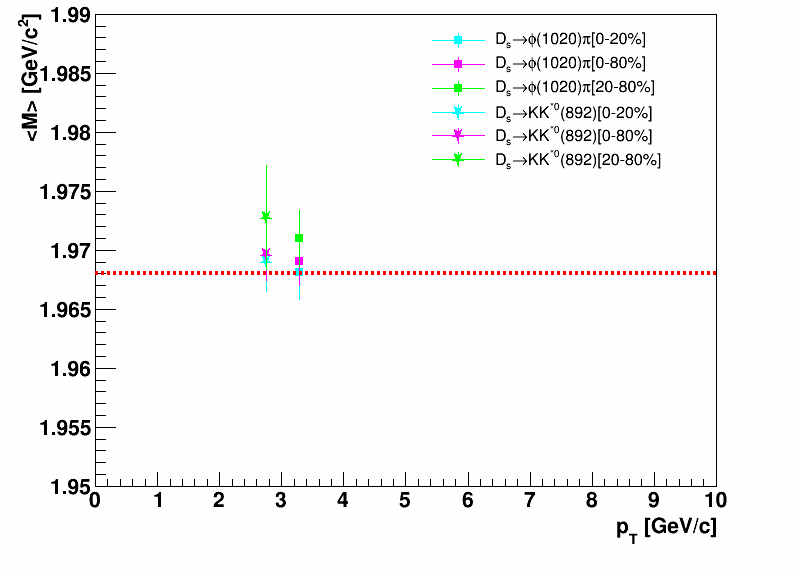 <M> [GeV/c²]
1.99
1.985
1.98
1.975
1.97
1.965
1.96
1.955
1.95
D_s→ϕ(1020)π[0-20%]
D_s→ϕ(1020)π[0-80%]
D_s→ϕ(1020)π[20-80%]
D_s→KK^*0(892)[0-20%]
D_s→KK^*0(892)[0-80%]
D_s→KK^*0(892)[20-80%]
0 1 2 3 4 5 6 7 8 9 10
p_T [GeV/c]